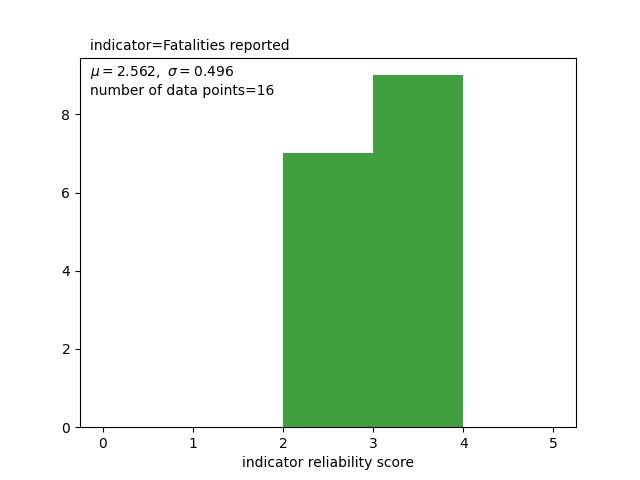 indicator=Fatalities reported
μ = 2.562, σ = 0.496
number of data points=16
8
6
4
2
0
0 1 2 3 4 5
indicator reliability score